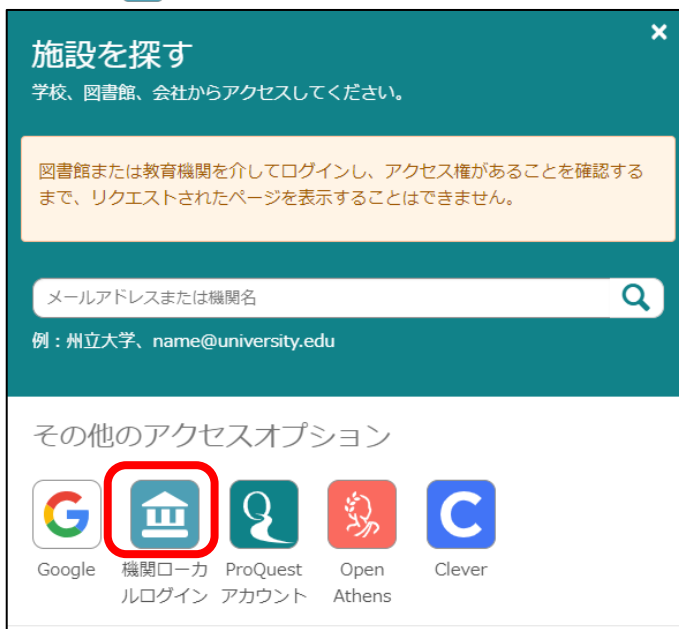 施設を探す
学校、図書館、会社からアクセスしてください。
図書館または教育機関を介してログインし、アクセス権があることを確認する
まで、リクエストされたページを表示することはできません。
メールアドレスまたは機関名
例：州立大学、name@university.edu
その他のアクセスオプション
Google
機関ローカ
ルログイン
ProQuest
アカウント
Open
Athens
Clever